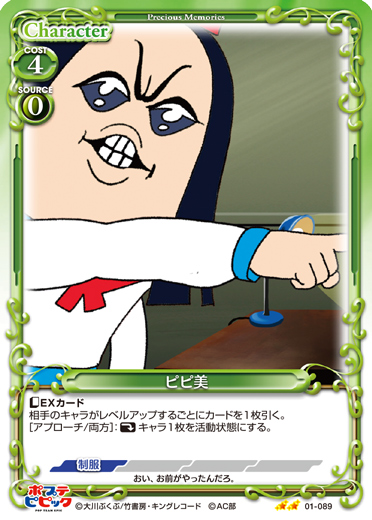 Precious Memories
Character
COST
4
SOURCE
0
ピピ美
EXカード
相手のキャラがレベルアップするごとにカードを1枚引く。
[アプローチ/両方]: キャラ1枚を活動状態にする。
制服
おい、お前がやったんだろ。
ポプテピピック
POP TEAM EPIC
©大川ぶくぶ/竹書房・キングレコード ©AC部
01-089